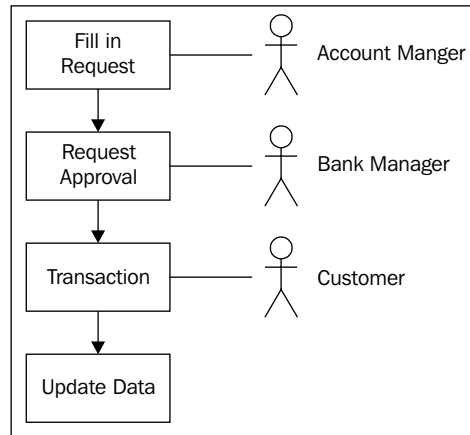 Fill in
Request
Account Manger
Request
Approval
Bank Manager
Transaction
Customer
Update Data